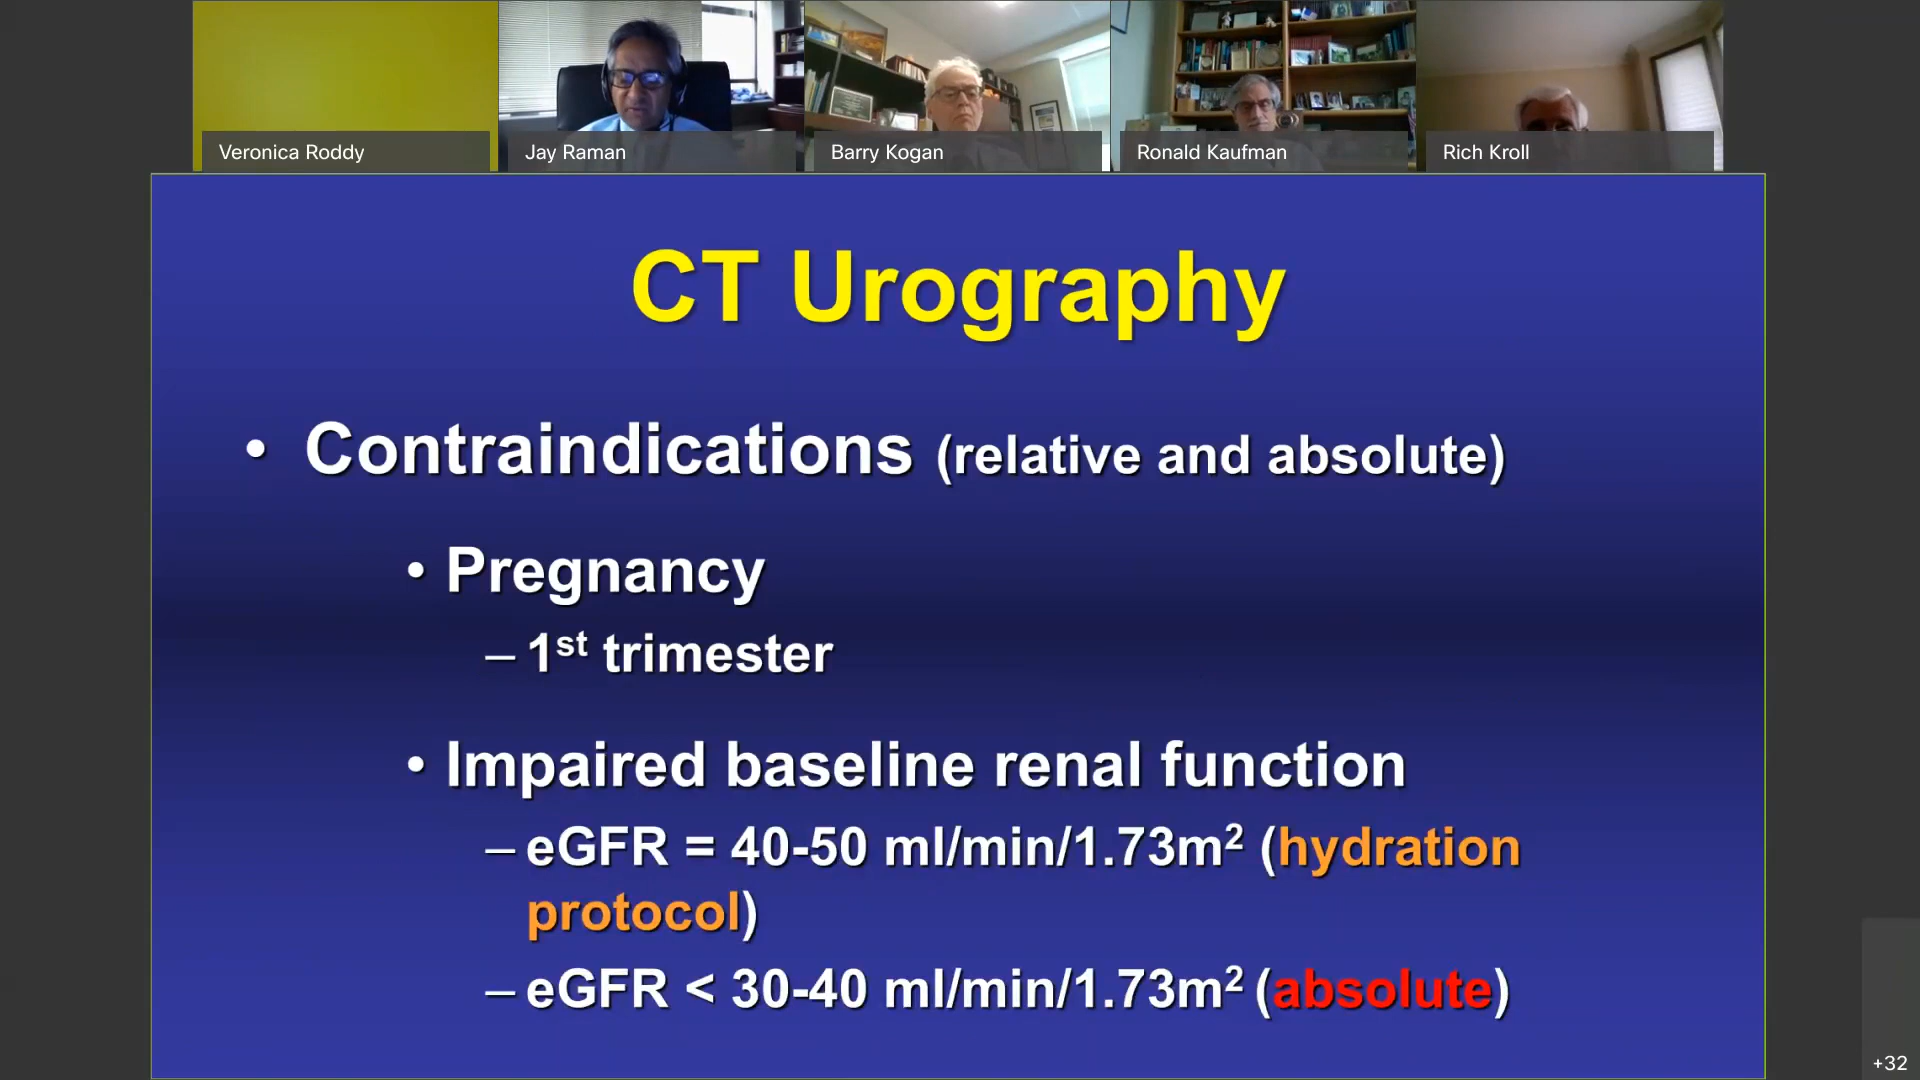 Veronica Roddy
Jay Raman
Barry Kogan
Ronald Kaufman
Rich Kroll
CT Urography
• Contraindications (relative and absolute)
• Pregnancy
– 1st trimester
• Impaired baseline renal function
– eGFR = 40-50 ml/min/1.73m² (hydration
protocol)
– eGFR < 30-40 ml/min/1.73m² (absolute)
+32